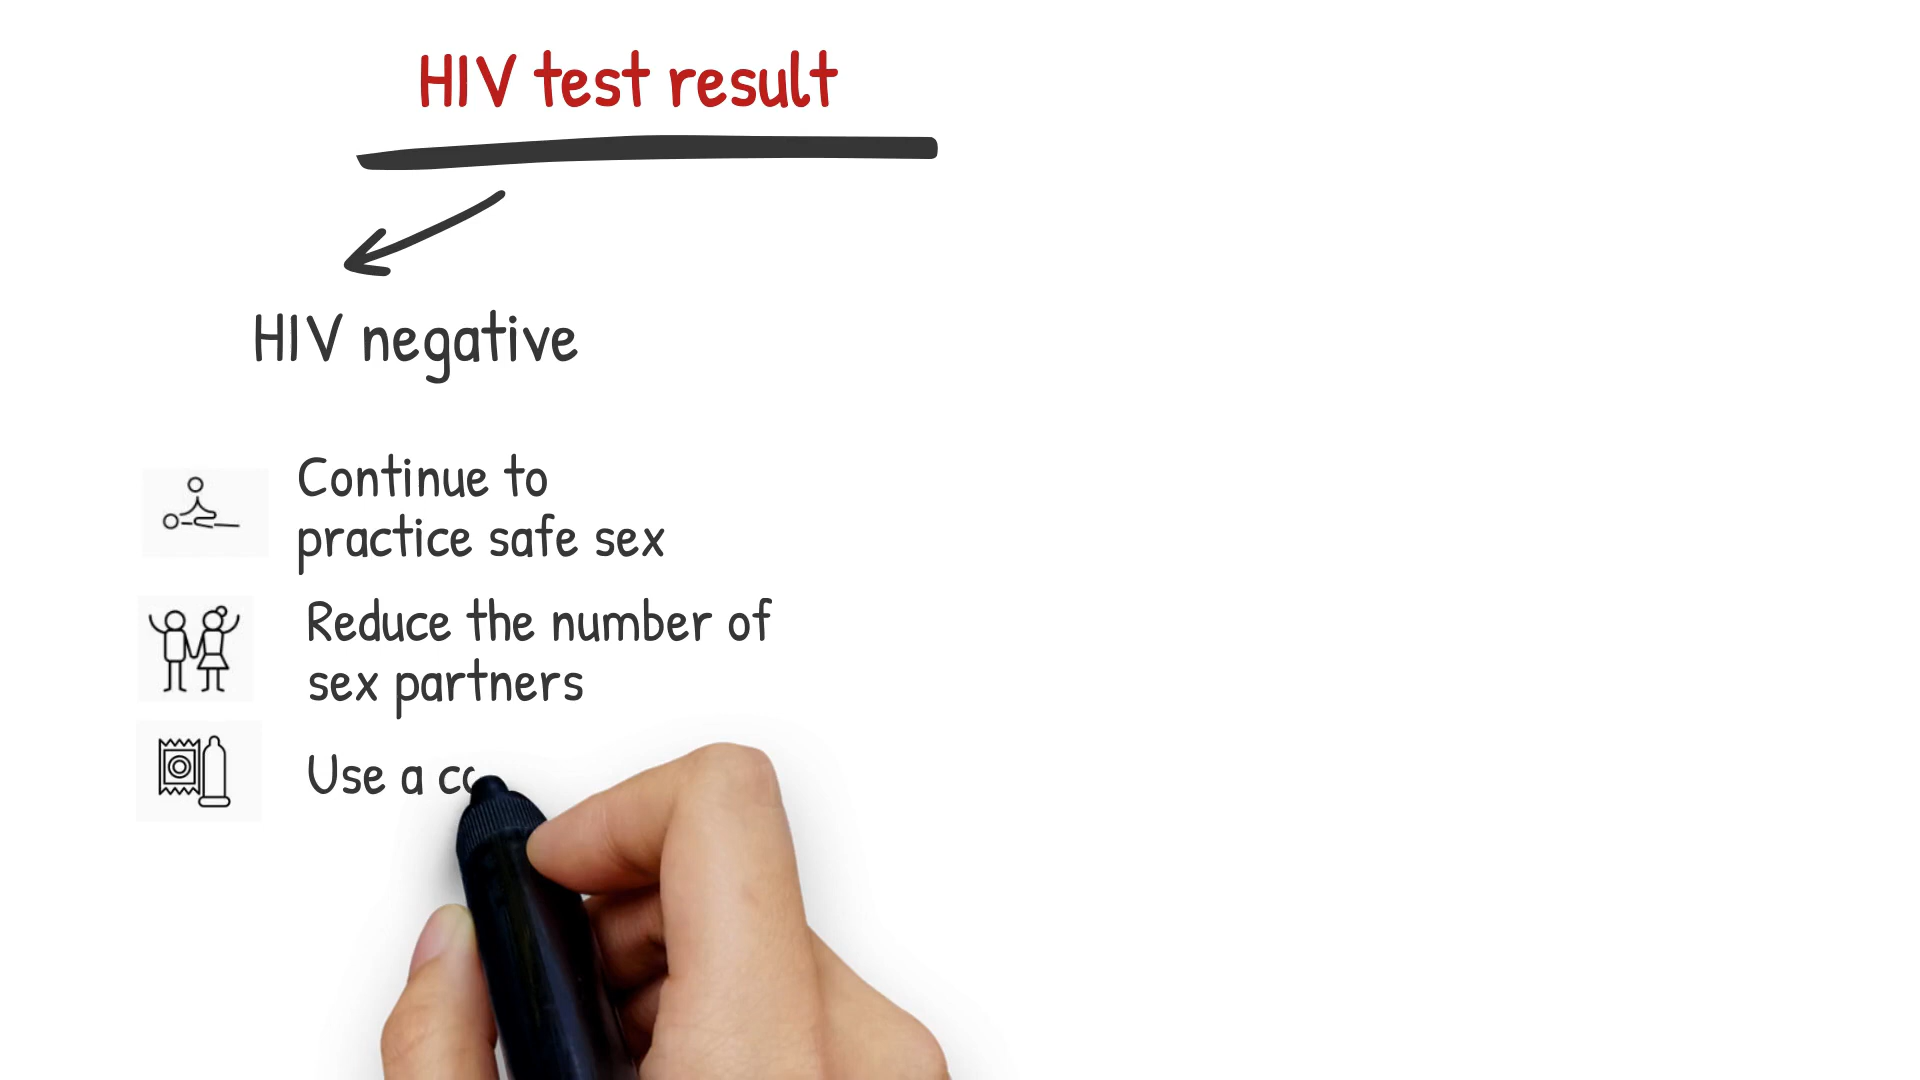 HIV test result
HIV negative
Continue to
practice safe sex
Reduce the number of
sex partners
Use a